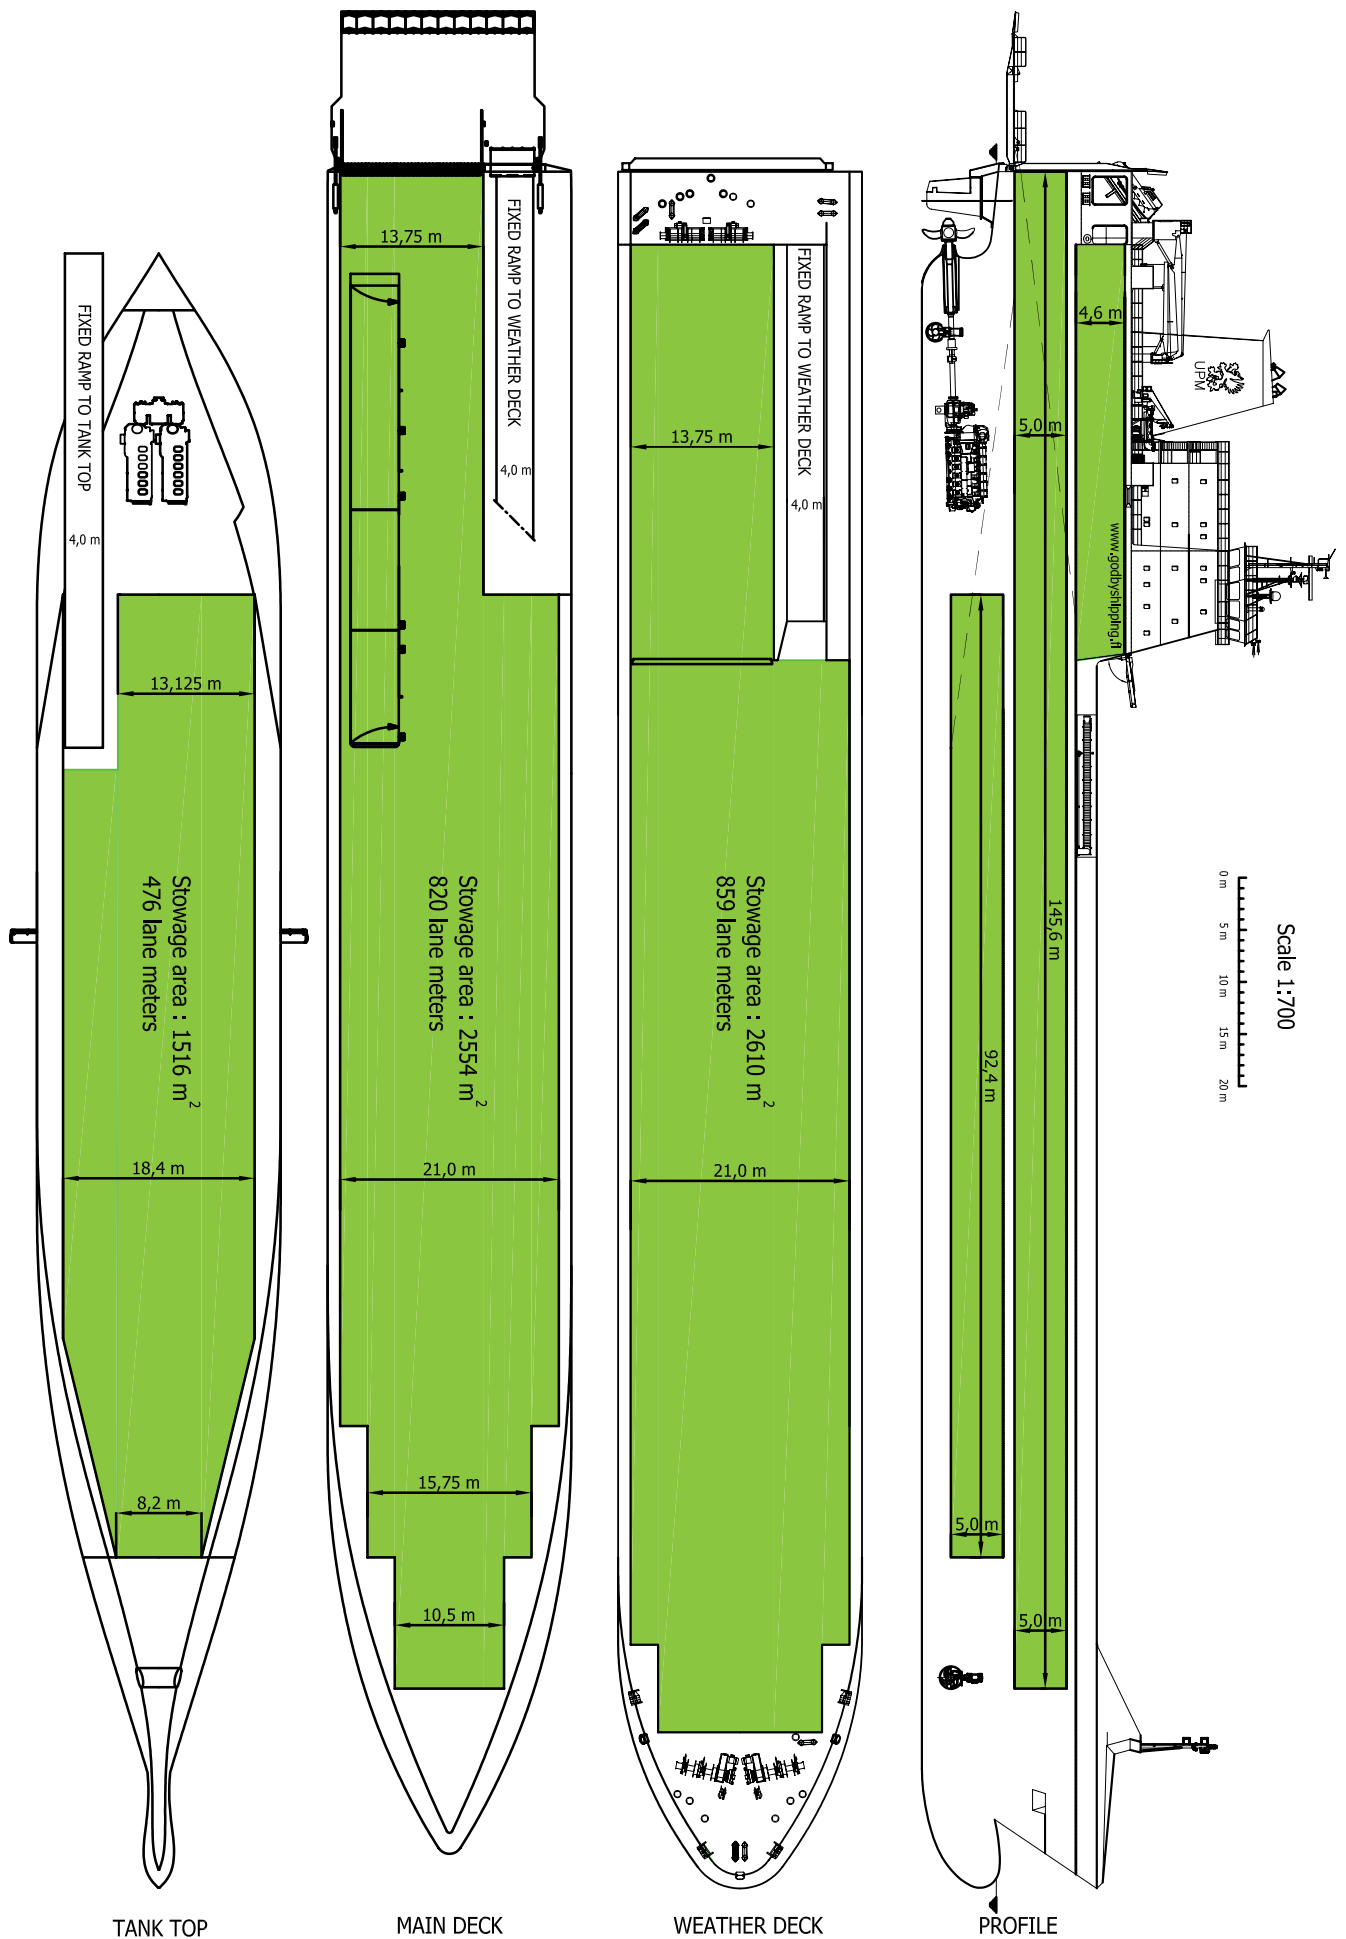 FIXED RAMP TO TANK TOP
4,0 m
13,125 m
Stowage area : 1516 m2
476 lane meters
18,4 m
8,2 m
TANK TOP
13,75 m
FIXED RAMP TO WEATHER DECK
4,0 m
Stowage area : 2554 m2
820 lane meters
21,0 m
15,75 m
10,5 m
MAIN DECK
FIXED RAMP TO WEATHER DECK
4,0 m
13,75 m
Stowage area : 2610 m2
859 lane meters
21,0 m
WEATHER DECK
4,6 m
UPM
5,0 m
www.godbyshipping.fi
145,6 m
92,4 m
5,0 m
5,0 m
PROFILE
Scale 1:700
0 m
5 m
10 m
15 m
20 m